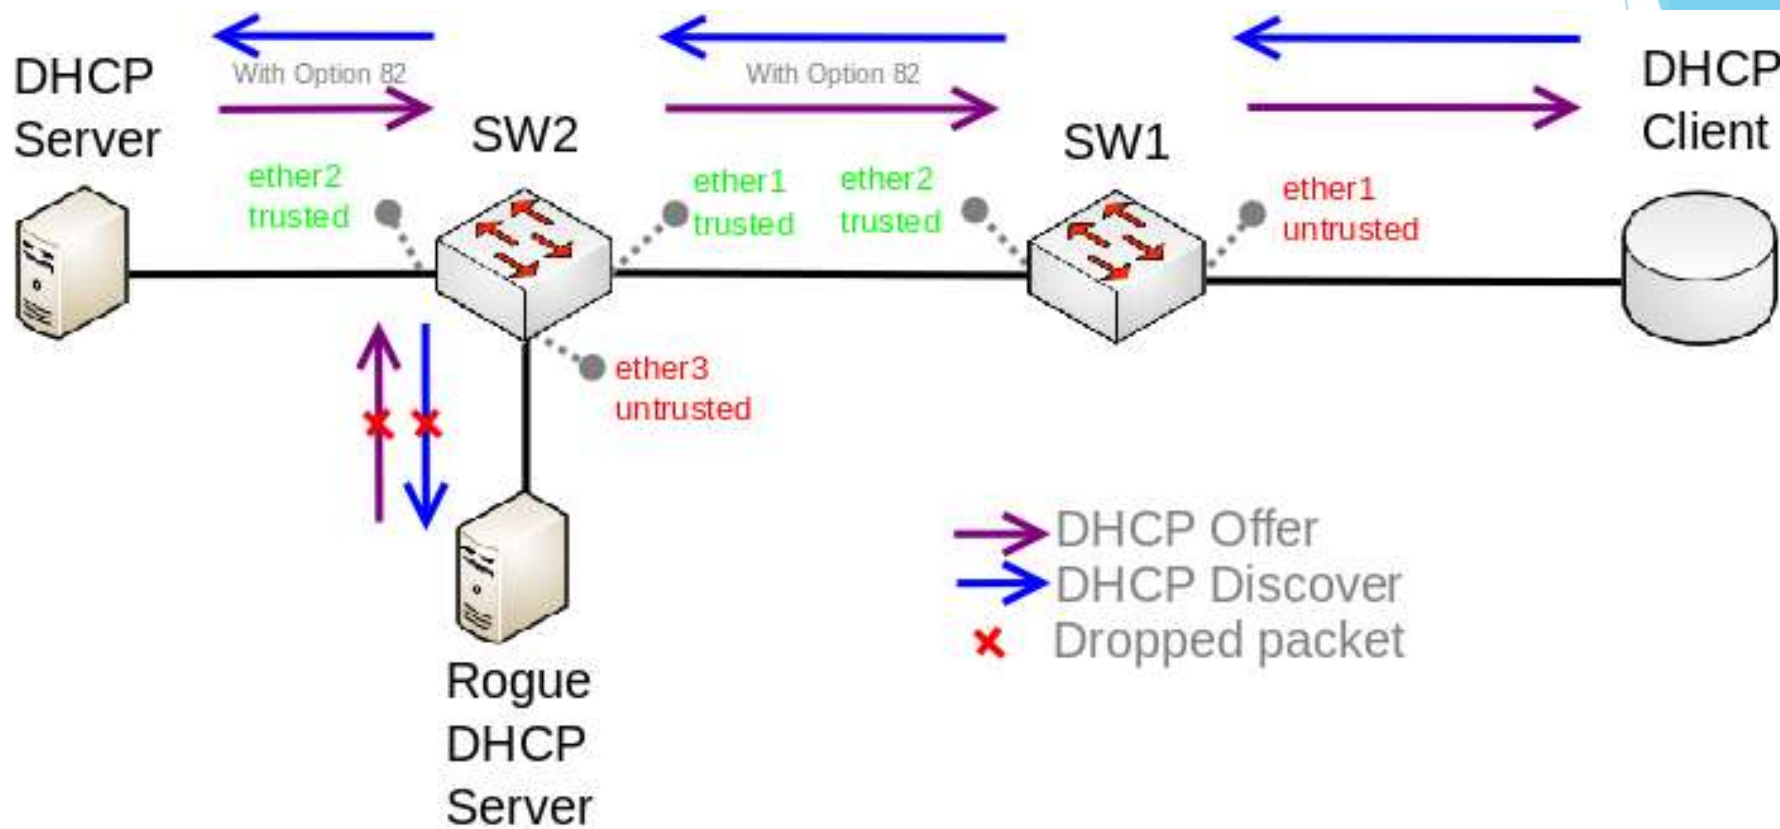 DHCP
Server
With Option 82
SW2
With Option 82
SW1
DHCP
Client
ether2
trusted
ether1
trusted
ether2
trusted
ether1
untrusted
ether3
untrusted
Rogue
DHCP
Server
DHCP Offer
DHCP Discover
Dropped packet